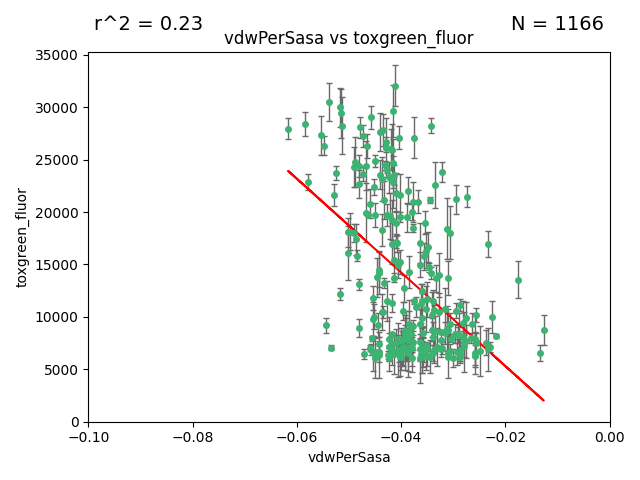 r^2 = 0.23
N = 1166
vdwPerSasa vs toxgreen_fluor
35000
30000
25000
20000
15000
10000
5000
0
toxgreen_fluor
−0.10
−0.08
−0.06
−0.04
−0.02
0.00
vdwPerSasa